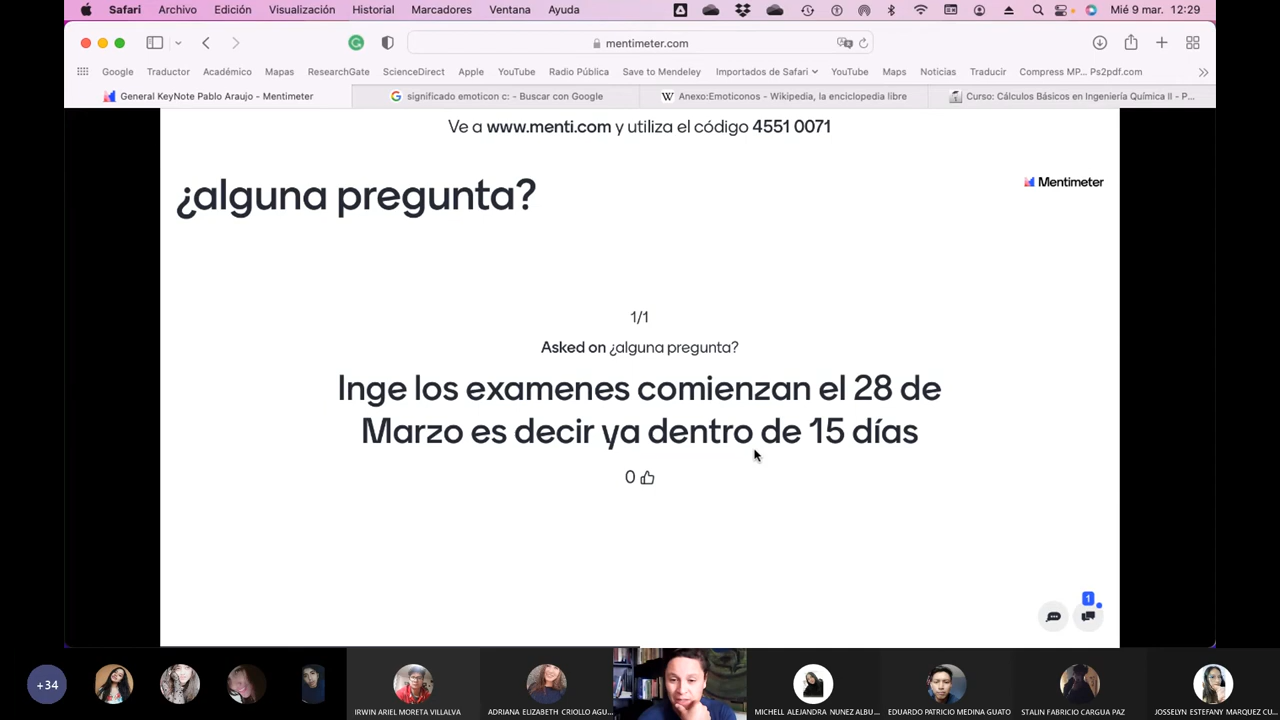 Safari Archivo Edición Visualización Historial Marcadores Ventana Ayuda Mié 9 mar. 12:29
mentimeter.com
Google Traductor Académico Mapas ResearchGate ScienceDirect Apple YouTube Radio Pública Save to Mendeley Importados de Safari YouTube Maps Noticias Traducir Compress MP... Ps2pdf.com
General KeyNote Pablo Araujo - Mentimeter significado emoticon c: - Buscar con Google Anexo:Emoticonos - Wikipedia, la enciclopedia libre Curso: Cálculos Básicos en Ingeniería Química II - P...
Ve a www.menti.com y utiliza el código 4551 0071
¿alguna pregunta?
Mentimeter
1/1
Asked on ¿alguna pregunta?
Inge los examenes comienzan el 28 de
Marzo es decir ya dentro de 15 días
0
1
+34
IRWIN ARIEL MORETA VILLALVA ADRIANA ELIZABETH CRIOLLO AGU... MICHELL ALEJANDRA NUNEZ ALBU... EDUARDO PATRICIO MEDINA GUATO STALIN FABRICIO CARGUA PAZ JOSSELYN ESTEFANY MARQUEZ CU...